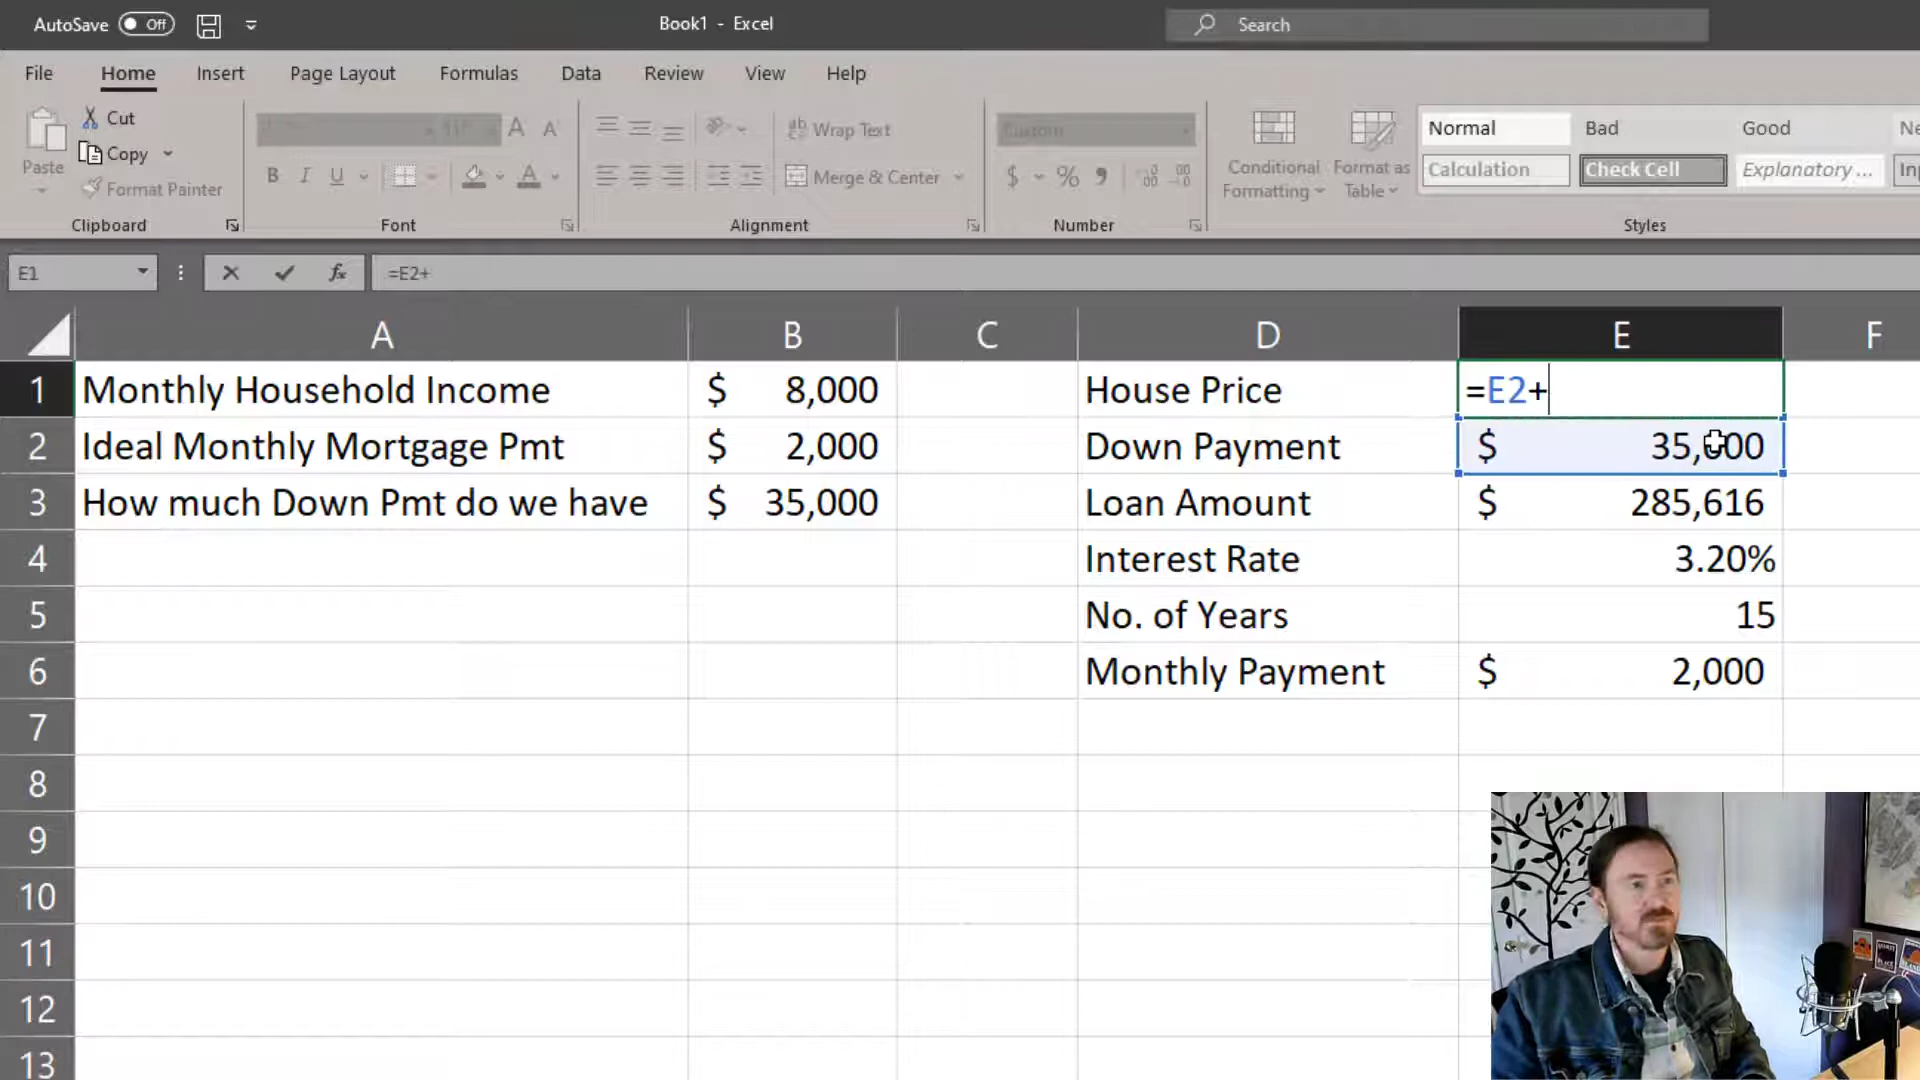 AutoSave Off Book1 - Excel Search
File Home Insert Page Layout Formulas Data Review View Help
Cut
Copy
Format Painter
Paste
Clipboard
B I U A
Font
ab Wrap Text
Merge & Center
Alignment
Custom
$ % ,
Number
Conditional Formatting
Format as Table
Normal Bad Good
Calculation Check Cell Explanatory ...
Styles
E1 fx =E2+
A B C D E F
1 Monthly Household Income $ 8,000 House Price =E2+
2 Ideal Monthly Mortgage Pmt $ 2,000 Down Payment $ 35,000
3 How much Down Pmt do we have $ 35,000 Loan Amount $ 285,616
4 Interest Rate 3.20%
5 No. of Years 15
6 Monthly Payment $ 2,000
7
8
9
10
11
12
13